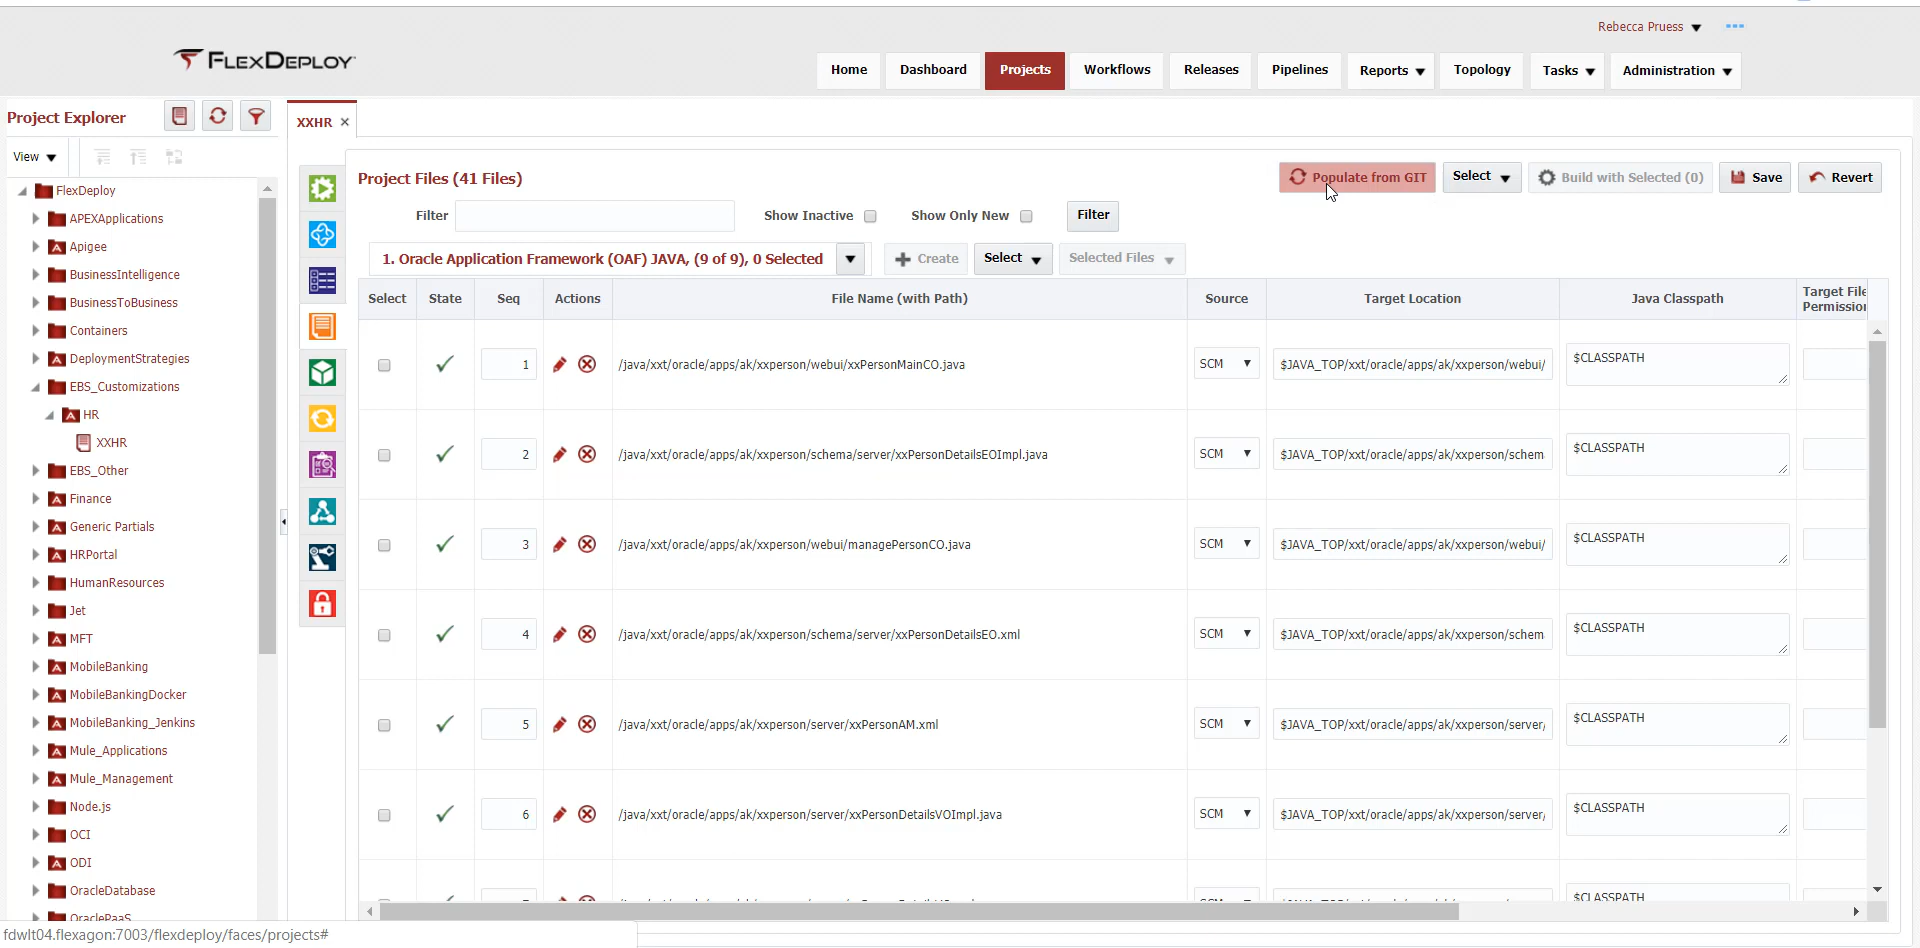 Rebecca Pruess
FLEXDEPLOY
Home Dashboard Projects Workflows Releases Pipelines Reports Topology Tasks Administration
Project Explorer
XXHR
View
FlexDeploy
APEXApplications
Apigee
BusinessIntelligence
BusinessToBusiness
Containers
DeploymentStrategies
EBS_Customizations
HR
XXHR
EBS_Other
Finance
Generic Partials
HRPortal
HumanResources
Jet
MFT
MobileBanking
MobileBankingDocker
MobileBanking_Jenkins
Mule_Applications
Mule_Management
Node.js
OCI
ODI
OracleDatabase
OraclePaaS
Project Files (41 Files)
Populate from GIT Select Build with Selected (0) Save Revert
Filter Show Inactive Show Only New Filter
1. Oracle Application Framework (OAF) JAVA, (9 of 9), 0 Selected Create Select Selected Files
Select State Seq Actions File Name (with Path) Source Target Location Java Classpath Target File
Permission
1 /java/xxt/oracle/apps/ak/xxperson/webui/xxPersonMainCO.java SCM $JAVA_TOP/xxt/oracle/apps/ak/xxperson/webui/ $CLASSPATH
2 /java/xxt/oracle/apps/ak/xxperson/schema/server/xxPersonDetailsEOImpl.java SCM $JAVA_TOP/xxt/oracle/apps/ak/xxperson/schem $CLASSPATH
3 /java/xxt/oracle/apps/ak/xxperson/webui/managePersonCO.java SCM $JAVA_TOP/xxt/oracle/apps/ak/xxperson/webui/ $CLASSPATH
4 /java/xxt/oracle/apps/ak/xxperson/schema/server/xxPersonDetailsEO.xml SCM $JAVA_TOP/xxt/oracle/apps/ak/xxperson/schem $CLASSPATH
5 /java/xxt/oracle/apps/ak/xxperson/server/xxPersonAM.xml SCM $JAVA_TOP/xxt/oracle/apps/ak/xxperson/server/ $CLASSPATH
6 /java/xxt/oracle/apps/ak/xxperson/server/xxPersonDetailsVOImpl.java SCM $JAVA_TOP/xxt/oracle/apps/ak/xxperson/server/ $CLASSPATH
$CLASSPATH
fdwlt04.flexagon:7003/flexdeploy/faces/projects#